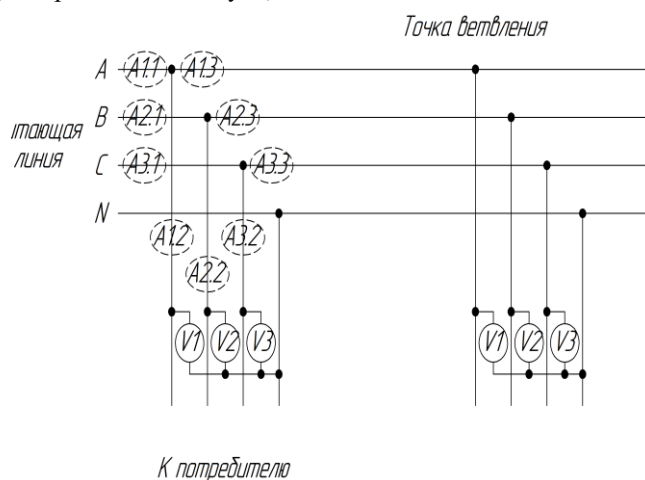 Точка ветвления
A A1.1 A1.3
B A2.1 A2.3
итающая
линия
C A3.1 A3.3
N
A1.2 A3.2
A2.2
V1 V2 V3 V1 V2 V3
К потребителю